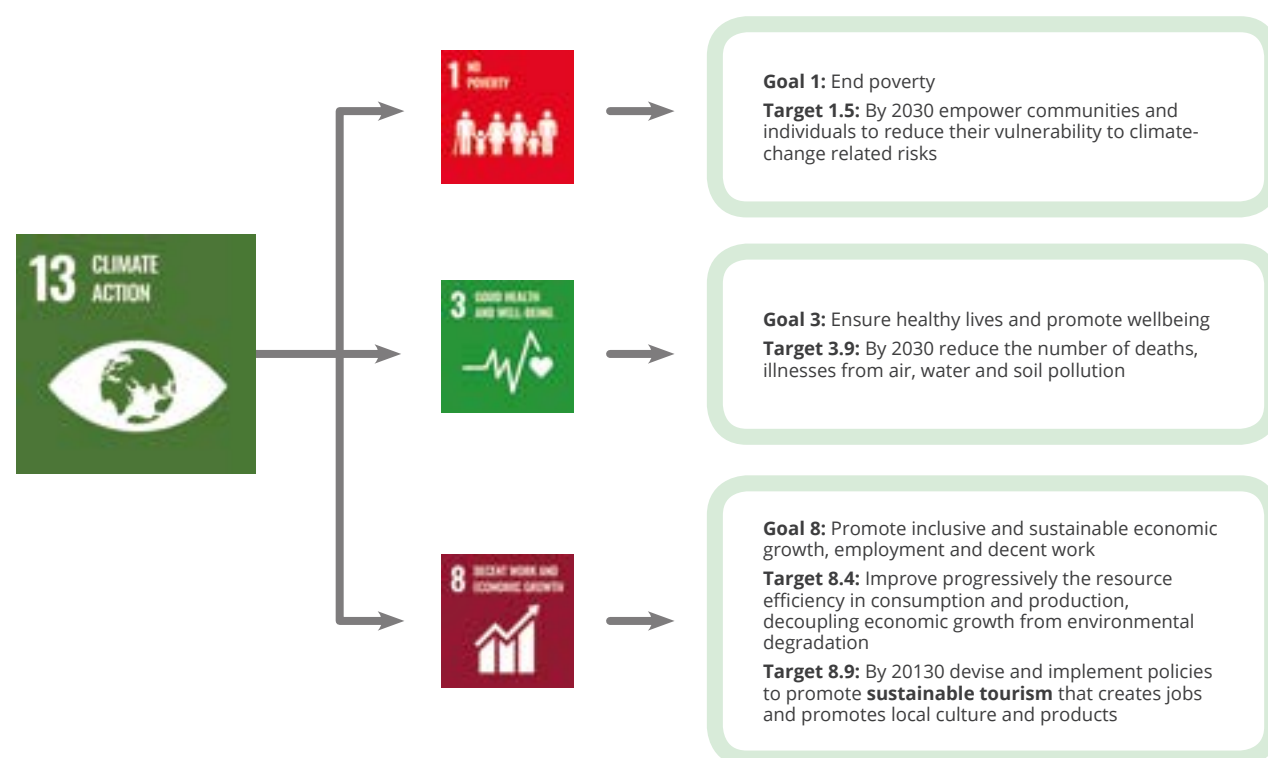 13 CLIMATE
ACTION
1 NO
POVERTY
Goal 1: End poverty
Target 1.5: By 2030 empower communities and
individuals to reduce their vulnerability to climate-
change related risks
3 GOOD HEALTH
AND WELL-BEING
Goal 3: Ensure healthy lives and promote wellbeing
Target 3.9: By 2030 reduce the number of deaths,
illnesses from air, water and soil pollution
8 DECENT WORK AND
ECONOMIC GROWTH
Goal 8: Promote inclusive and sustainable economic
growth, employment and decent work
Target 8.4: Improve progressively the resource
efficiency in consumption and production,
decoupling economic growth from environmental
degradation
Target 8.9: By 20130 devise and implement policies
to promote sustainable tourism that creates jobs
and promotes local culture and products